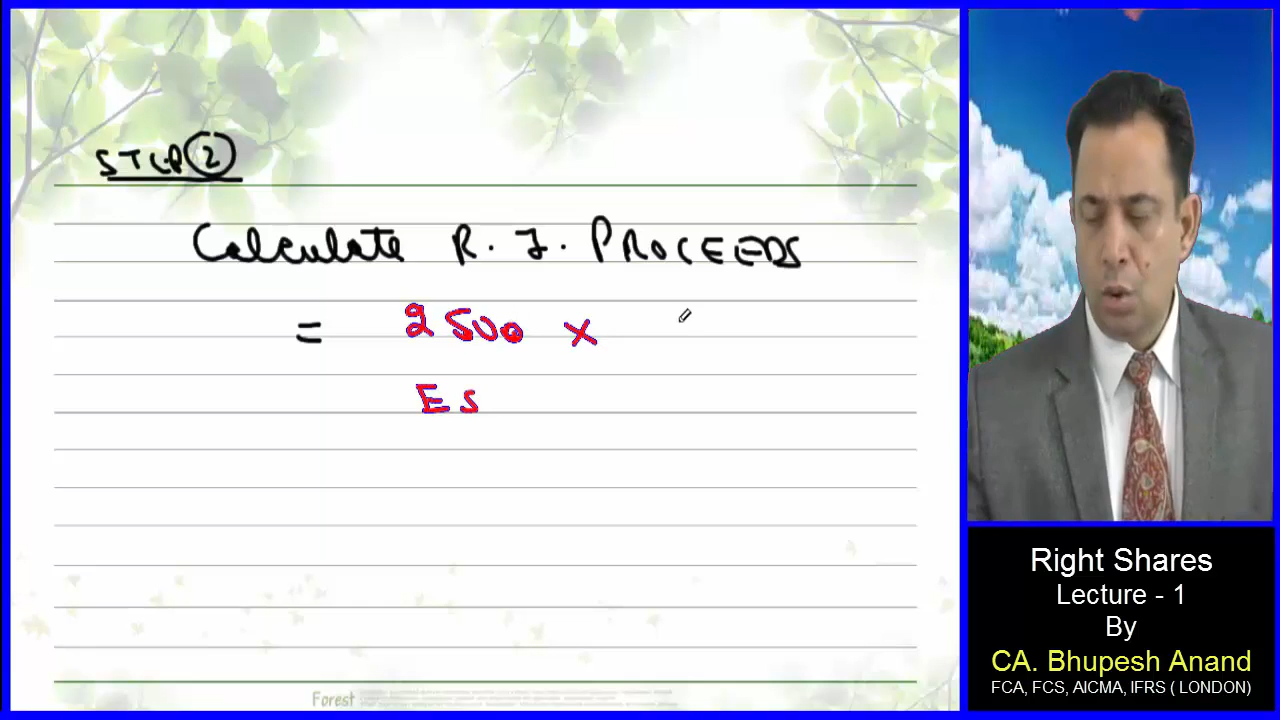 STEP 2
Calculate R. I. PROCEEDS
= 2500 ×
ES
Forest
Right Shares
Lecture - 1
By
CA. Bhupesh Anand
FCA, FCS, AICMA, IFRS ( LONDON)